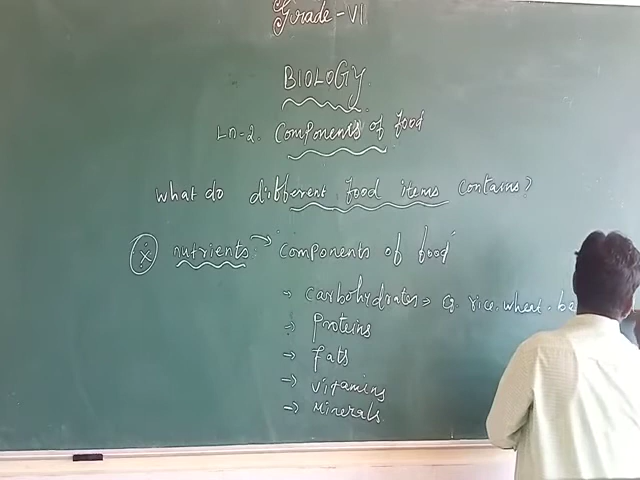 Grade-VI
BIOLOGY.
Ln-2. Components of food
what do different food items contains?
nutrients: → "Components of food"
→ Carbohydrates → eg. rice, wheat,
→ Proteins
→ fats
→ vitamins
→ Minerals.